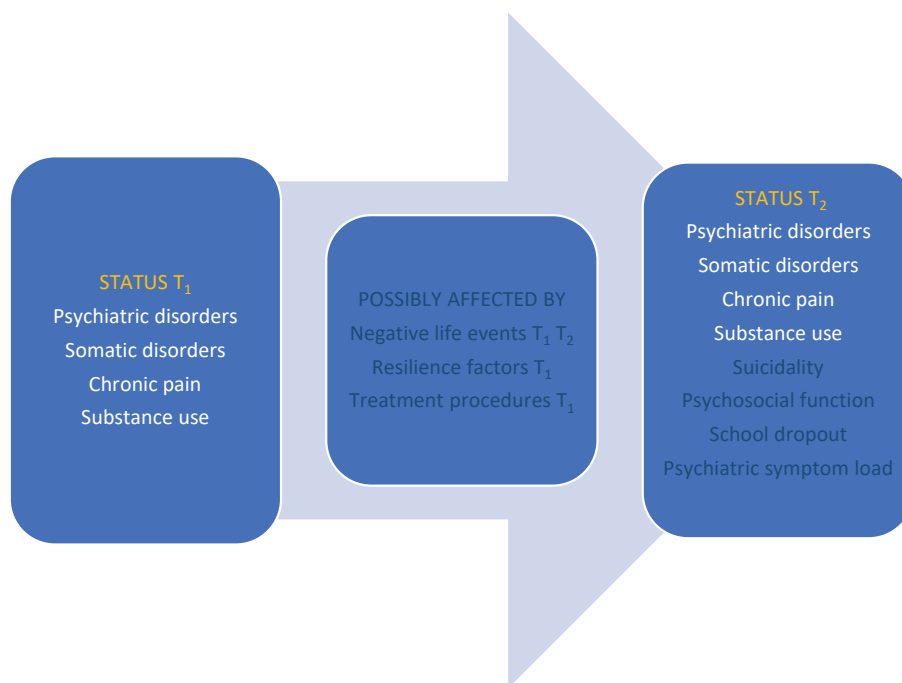 STATUS T₁
Psychiatric disorders
Somatic disorders
Chronic pain
Substance use
POSSIBLY AFFECTED BY
Negative life events T₁ T₂
Resilience factors T₁
Treatment procedures T₁
STATUS T₂
Psychiatric disorders
Somatic disorders
Chronic pain
Substance use
Suicidality
Psychosocial function
School dropout
Psychiatric symptom load